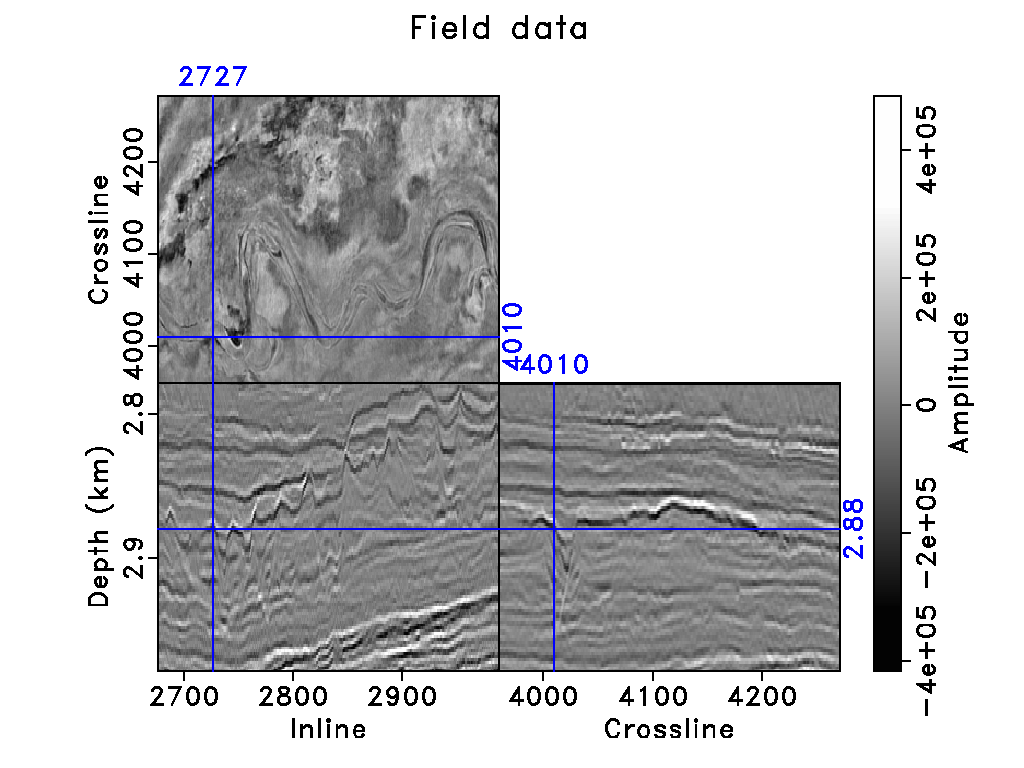 Field data
2727
Crossline
4200
4100
4000
4010
4010
Depth (km)
2.8
2.9
2.88
2700 2800 2900 4000 4100 4200
Inline Crossline
4e+05
2e+05
0
−2e+05
−4e+05
Amplitude